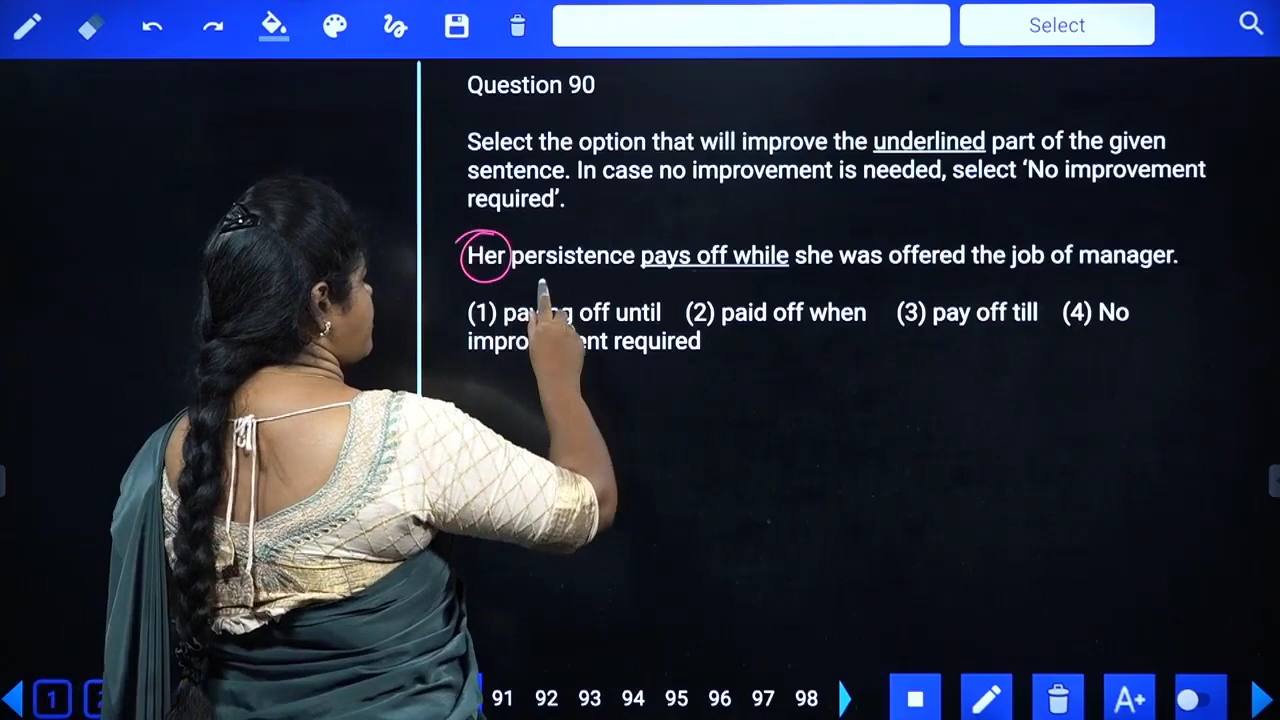 Select
Question 90
Select the option that will improve the underlined part of the given
sentence. In case no improvement is needed, select ‘No improvement
required’.
Her persistence pays off while she was offered the job of manager.
(1) paying off until (2) paid off when (3) pay off till (4) No
improvement required
1 91 92 93 94 95 96 97 98 A+